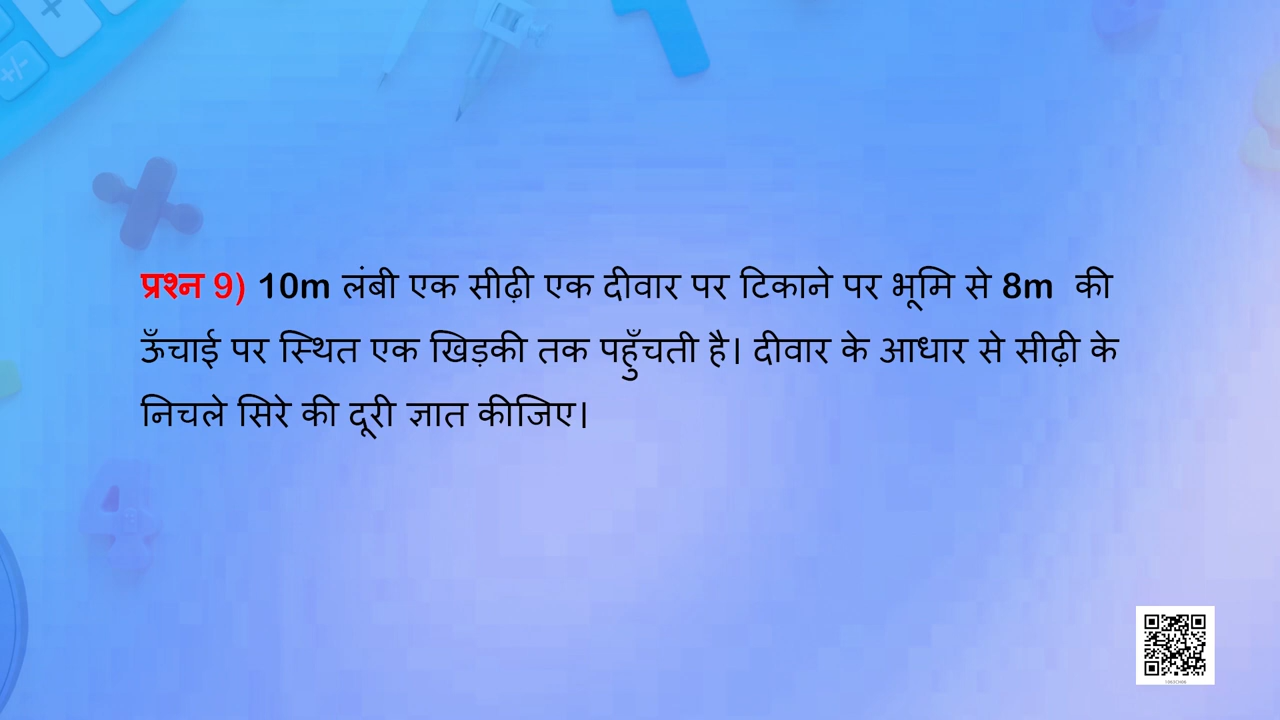 प्रश्न 9) 10m लंबी एक सीढ़ी एक दीवार पर टिकाने पर भूमि से 8m की
ऊँचाई पर स्थित एक खिड़की तक पहुँचती है। दीवार के आधार से सीढ़ी के
निचले सिरे की दूरी ज्ञात कीजिए।